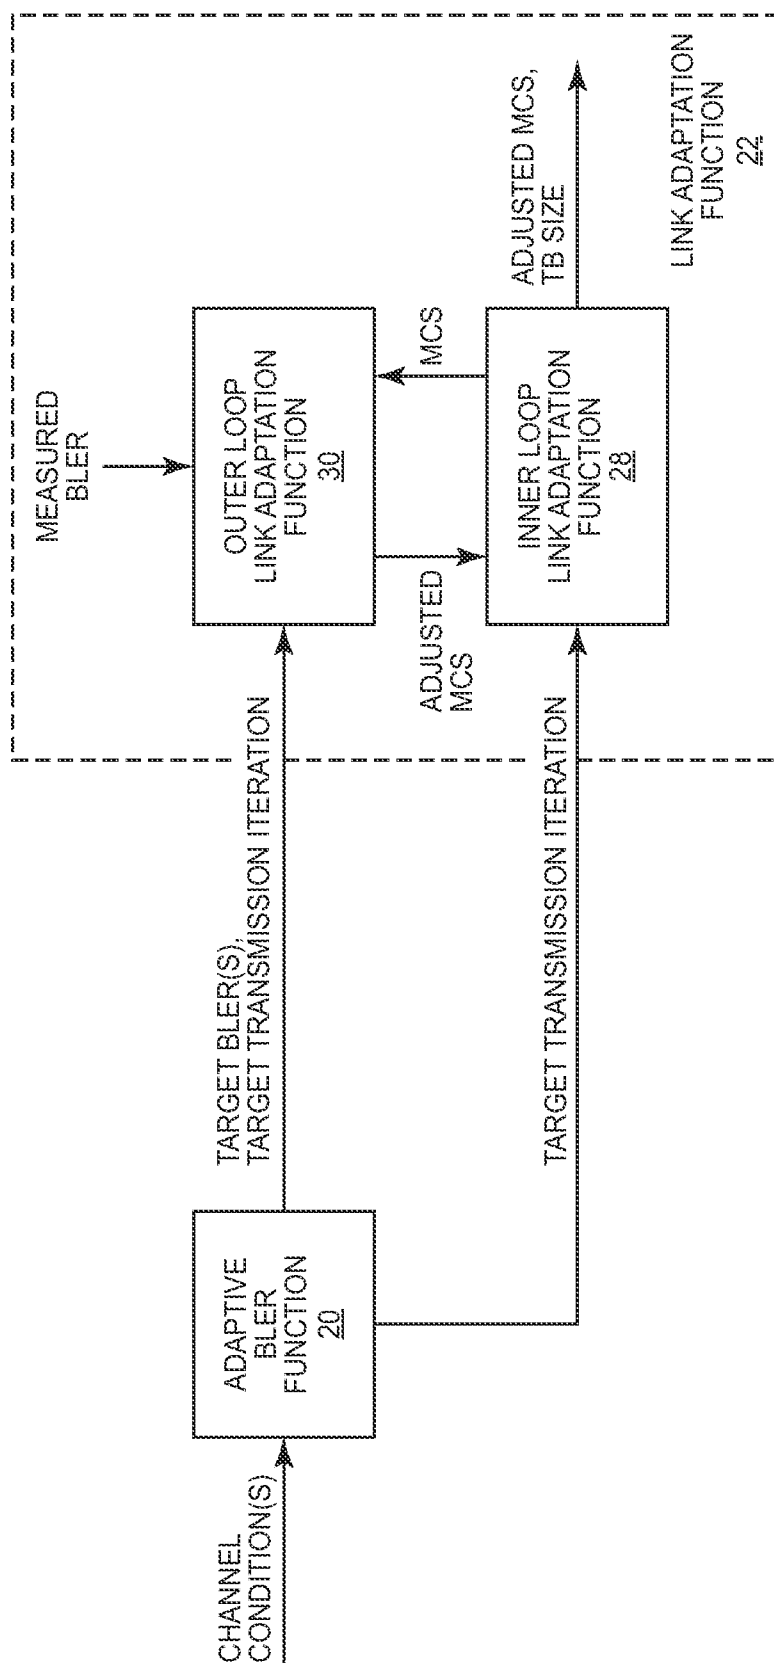 CHANNEL
CONDITION(S)
ADAPTIVE
BLER
FUNCTION
20
TARGET BLER(S),
TARGET TRANSMISSION ITERATION
TARGET TRANSMISSION ITERATION
MEASURED
BLER
OUTER LOOP
LINK ADAPTATION
FUNCTION
30
ADJUSTED
MCS
MCS
INNER LOOP
LINK ADAPTATION
FUNCTION
28
ADJUSTED MCS,
TB SIZE
LINK ADAPTATION
FUNCTION
22